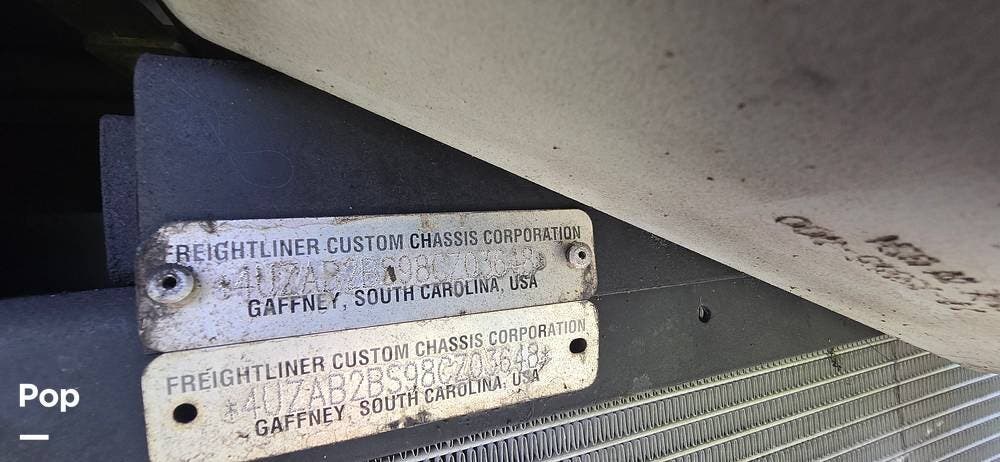 FREIGHTLINER CUSTOM CHASSIS CORPORATION
*4UZAB2BS98CZ03648*
GAFFNEY, SOUTH CAROLINA, USA
FREIGHTLINER CUSTOM CHASSIS CORPORATION
*4UZAB2BS98CZ03648*
GAFFNEY, SOUTH CAROLINA, USA
Pop